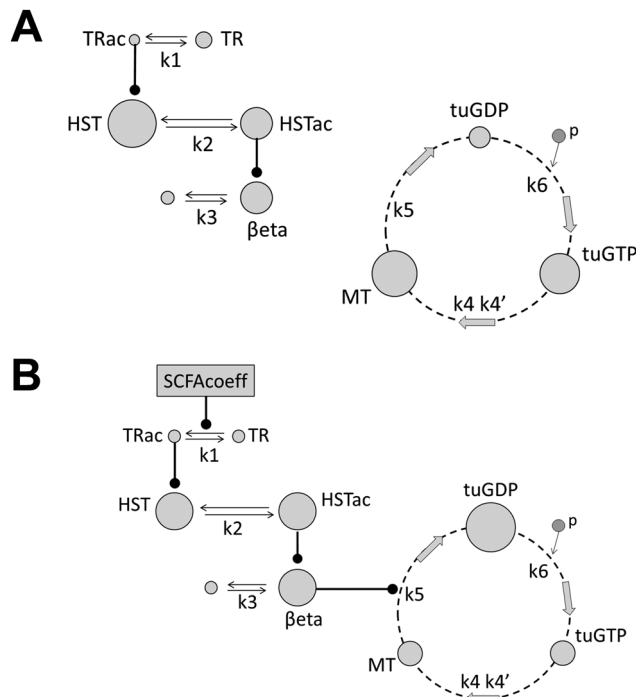 A
TRac
TR
k1
HST
HSTac
k2
k3
βeta
tuGDP
p
k6
k5
tuGTP
MT
k4 k4’
B
SCFAcoeff
TRac
TR
k1
HST
HSTac
k2
k3
βeta
tuGDP
p
k6
k5
tuGTP
MT
k4 k4’